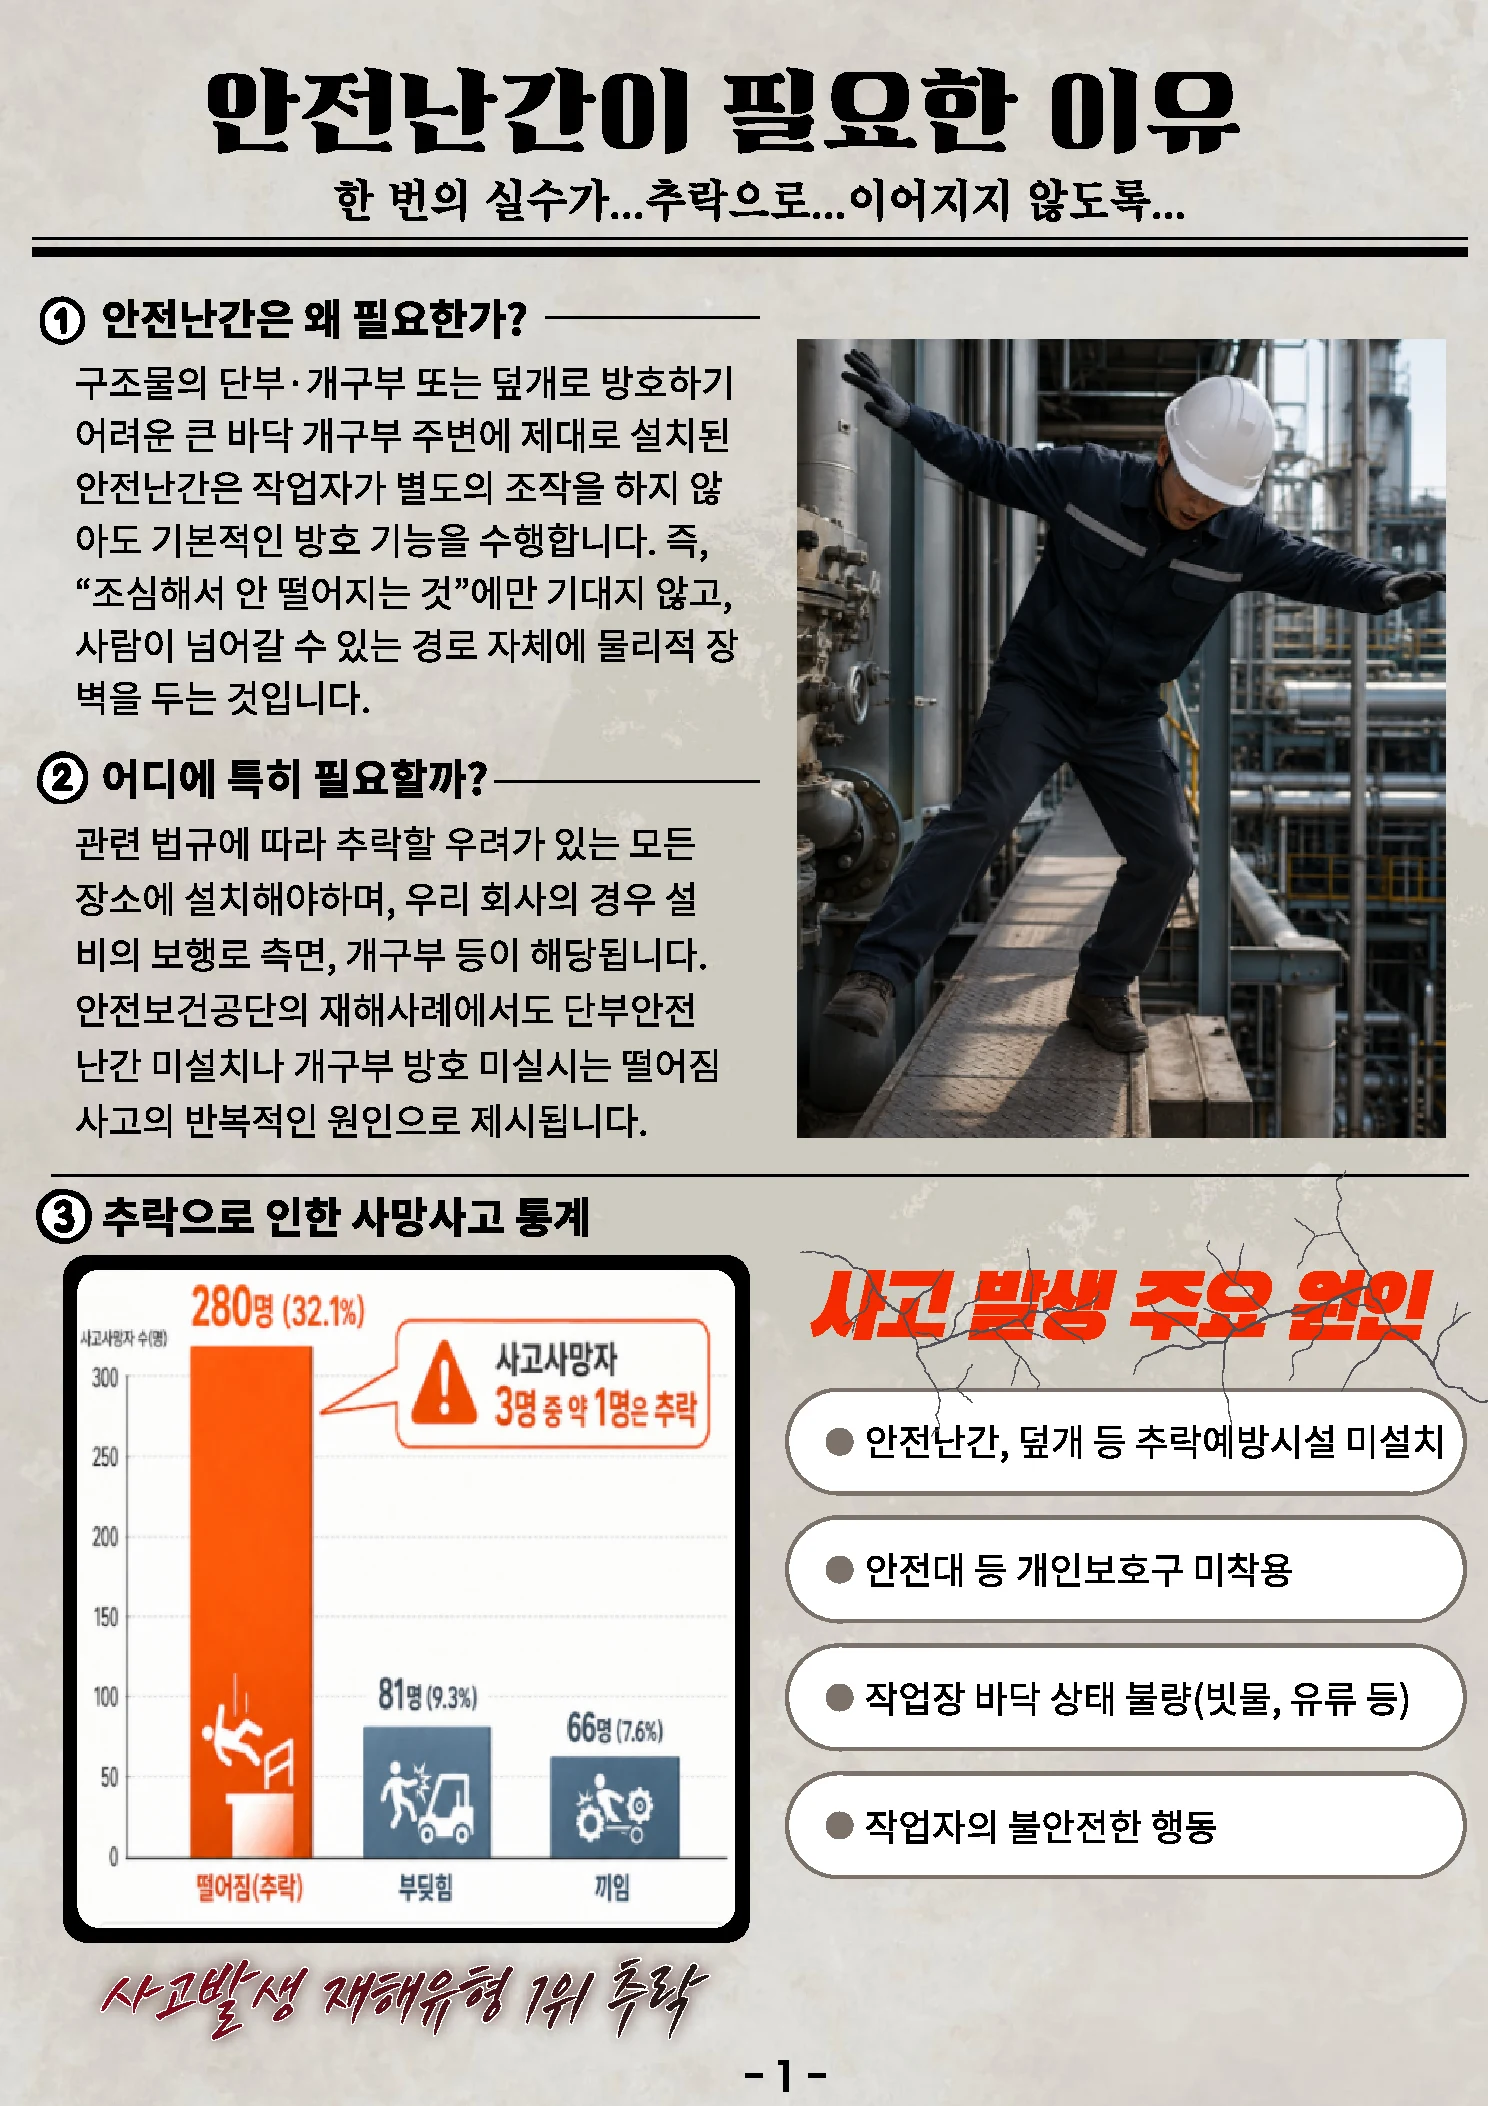 안전난간이 필요한 이유
한 번의 실수가...추락으로...이어지지 않도록...
① 안전난간은 왜 필요한가?
구조물의 단부·개구부 또는 덮개로 방호하기
어려운 큰 바닥 개구부 주변에 제대로 설치된
안전난간은 작업자가 별도의 조작을 하지 않
아도 기본적인 방호 기능을 수행합니다. 즉,
“조심해서 안 떨어지는 것”에만 기대지 않고,
사람이 넘어갈 수 있는 경로 자체에 물리적 장
벽을 두는 것입니다.
② 어디에 특히 필요할까?
관련 법규에 따라 추락할 우려가 있는 모든
장소에 설치해야하며, 우리 회사의 경우 설
비의 보행로 측면, 개구부 등이 해당됩니다.
안전보건공단의 재해사례에서도 단부안전
난간 미설치나 개구부 방호 미실시는 떨어짐
사고의 반복적인 원인으로 제시됩니다.
③ 추락으로 인한 사망사고 통계
280명 (32.1%)
사고사망자 수(명)
사고사망자
3명 중 약 1명은 추락
300
250
200
150
100
50
0
81명 (9.3%)
66명 (7.6%)
떨어짐(추락)
부딪힘
끼임
사고발생 재해유형 1위 추락
사고 발생 주요 원인
● 안전난간, 덮개 등 추락예방시설 미설치
● 안전대 등 개인보호구 미착용
● 작업장 바닥 상태 불량(빗물, 유류 등)
● 작업자의 불안전한 행동
- 1 -